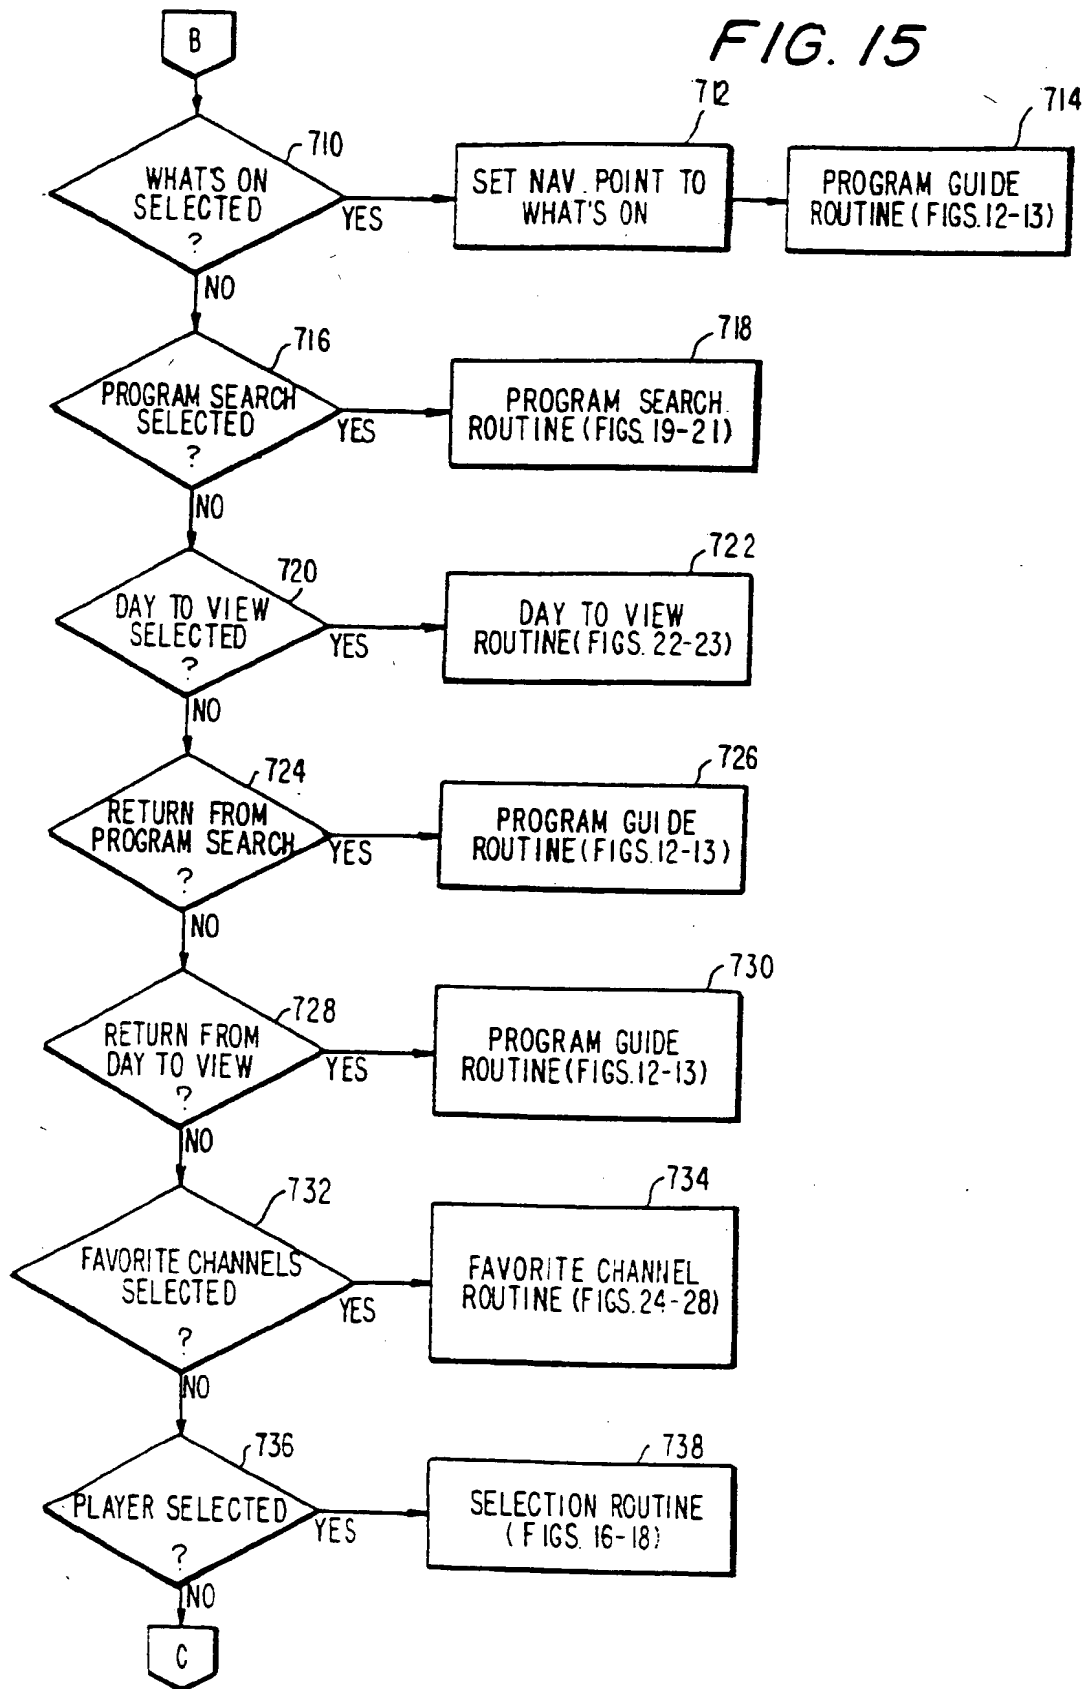 B
FIG. 15
710
WHAT'S ON
SELECTED
?
YES
NO
712
SET NAV. POINT TO
WHAT'S ON
714
PROGRAM GUIDE
ROUTINE (FIGS. 12-13)
716
PROGRAM SEARCH
SELECTED
?
YES
NO
718
PROGRAM SEARCH
ROUTINE (FIGS. 19-21)
720
DAY TO VIEW
SELECTED
?
YES
NO
722
DAY TO VIEW
ROUTINE (FIGS. 22-23)
724
RETURN FROM
PROGRAM SEARCH
?
YES
NO
726
PROGRAM GUIDE
ROUTINE (FIGS. 12-13)
728
RETURN FROM
DAY TO VIEW
?
YES
NO
730
PROGRAM GUIDE
ROUTINE (FIGS. 12-13)
732
FAVORITE CHANNELS
SELECTED
?
YES
NO
734
FAVORITE CHANNEL
ROUTINE (FIGS. 24-28)
736
PLAYER SELECTED
?
YES
NO
738
SELECTION ROUTINE
(FIGS. 16-18)
C